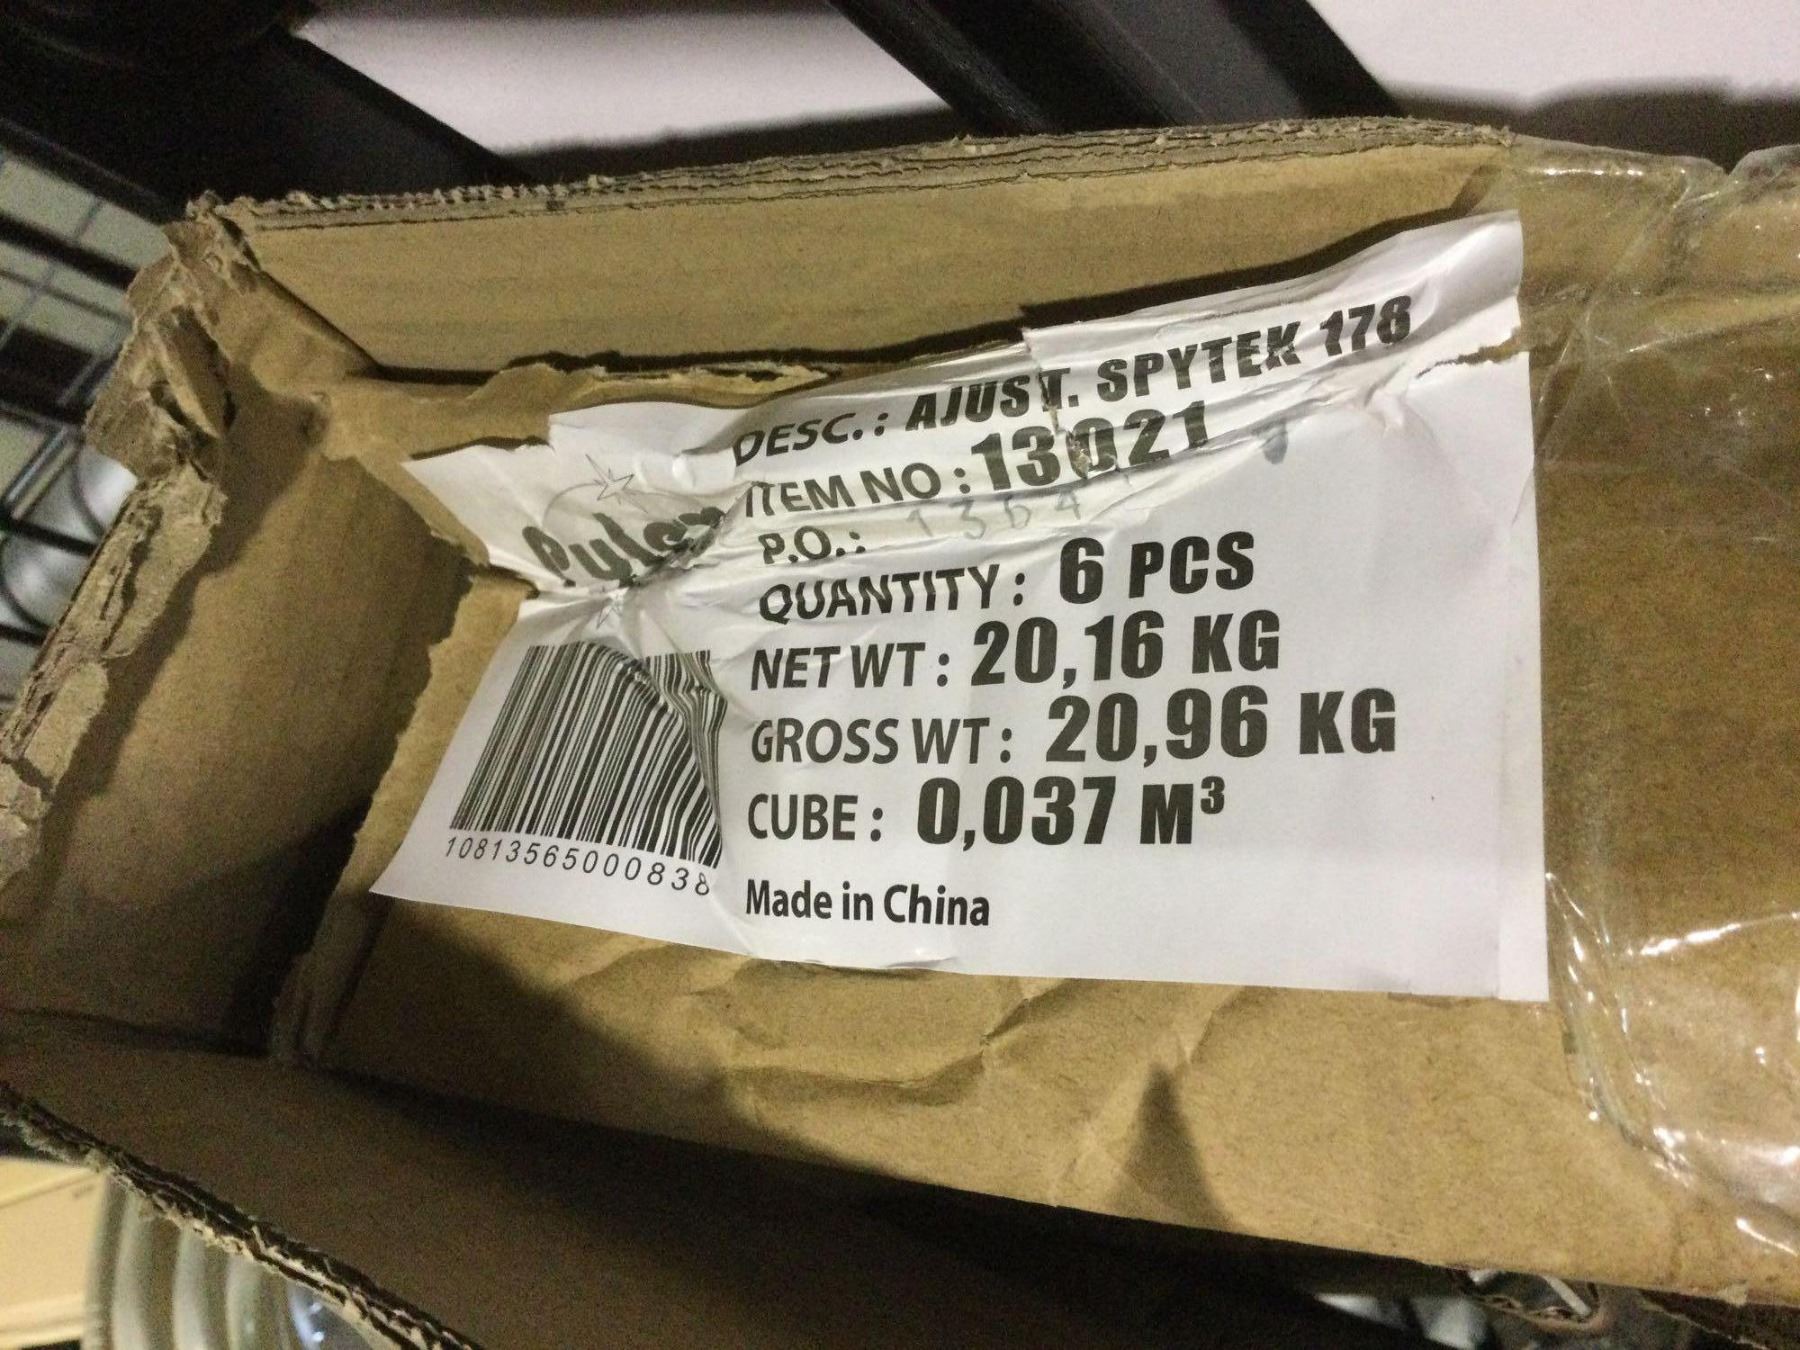 DESC.: AJUST. SPYTEK 178
ITEM NO : 13021
P.O.: 1364
QUANTITY : 6 PCS
NET WT : 20,16 KG
GROSS WT : 20,96 KG
CUBE : 0,037 M³
Made in China
10813565000838